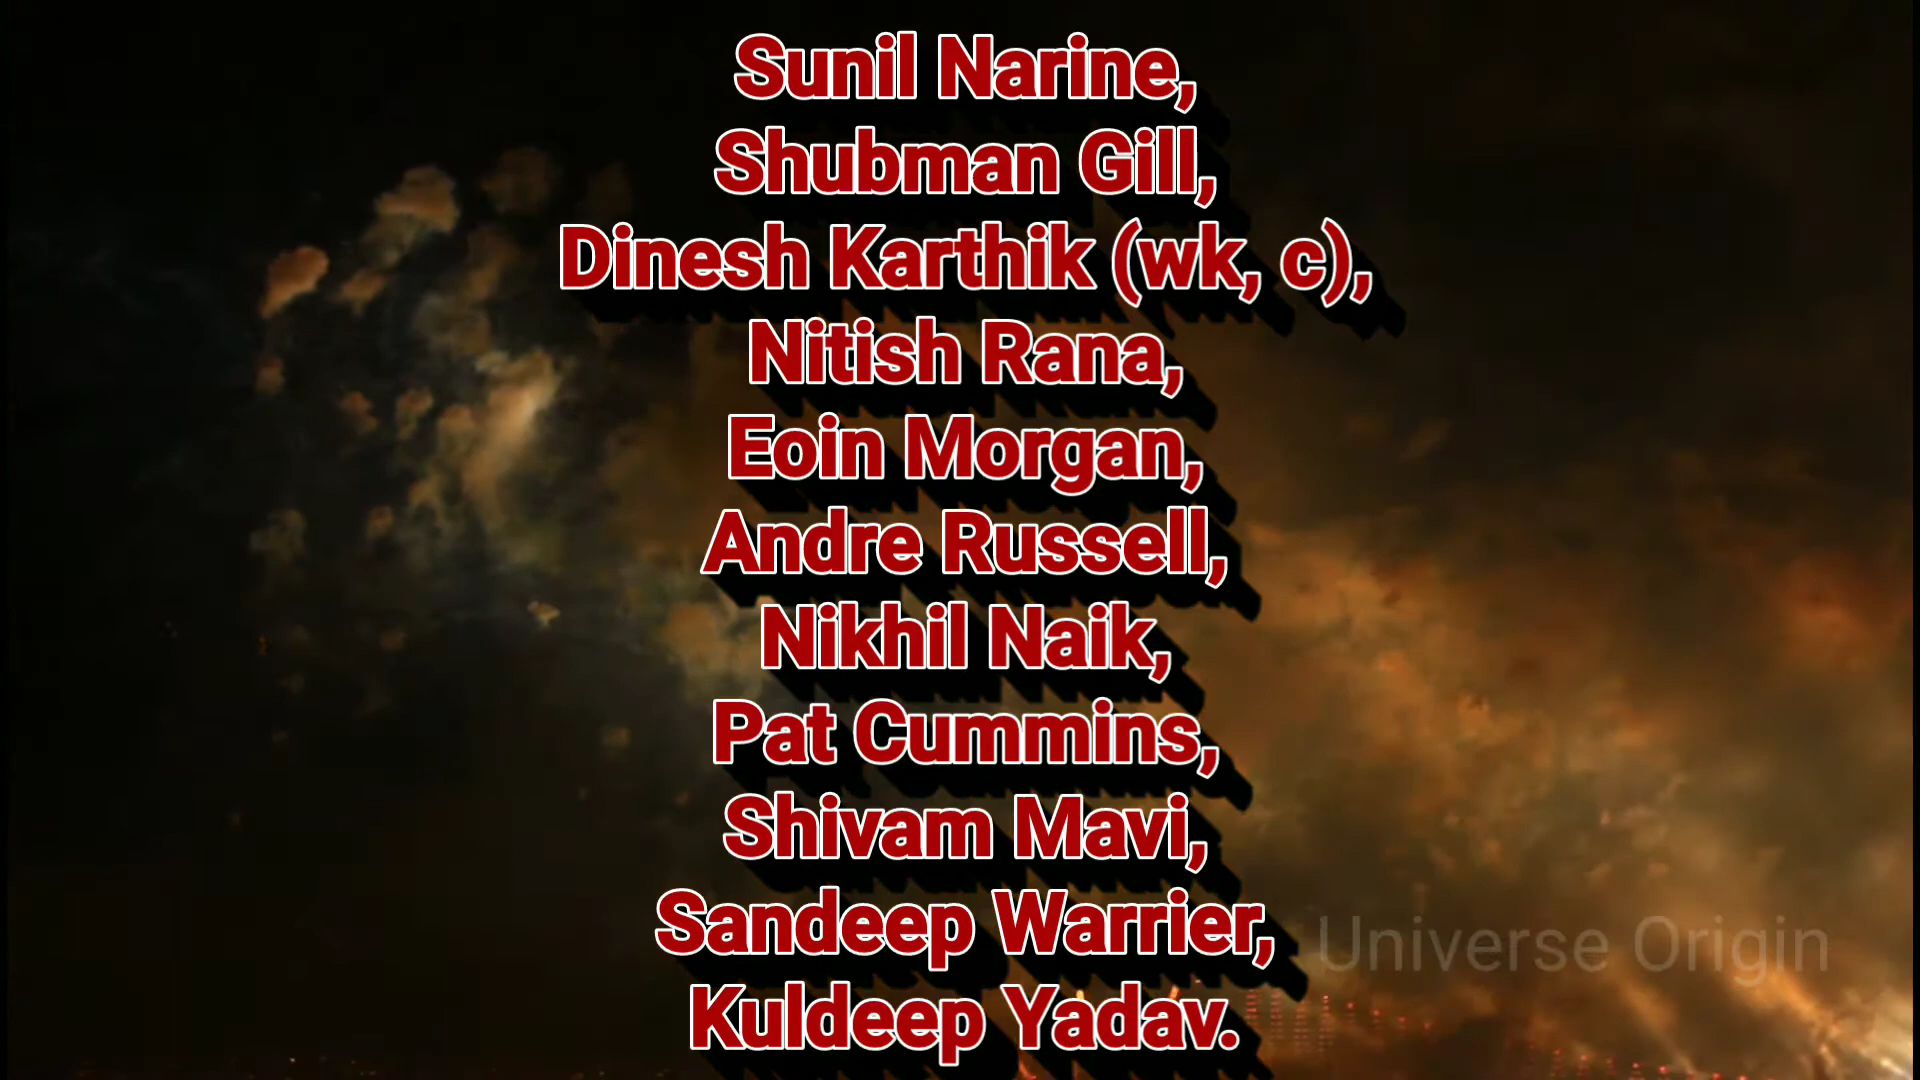 Sunil Narine,
Shubman Gill,
Dinesh Karthik (wk, c),
Nitish Rana,
Eoin Morgan,
Andre Russell,
Nikhil Naik,
Pat Cummins,
Shivam Mavi,
Sandeep Warrier,
Universe Origin
Kuldeep Yadav.